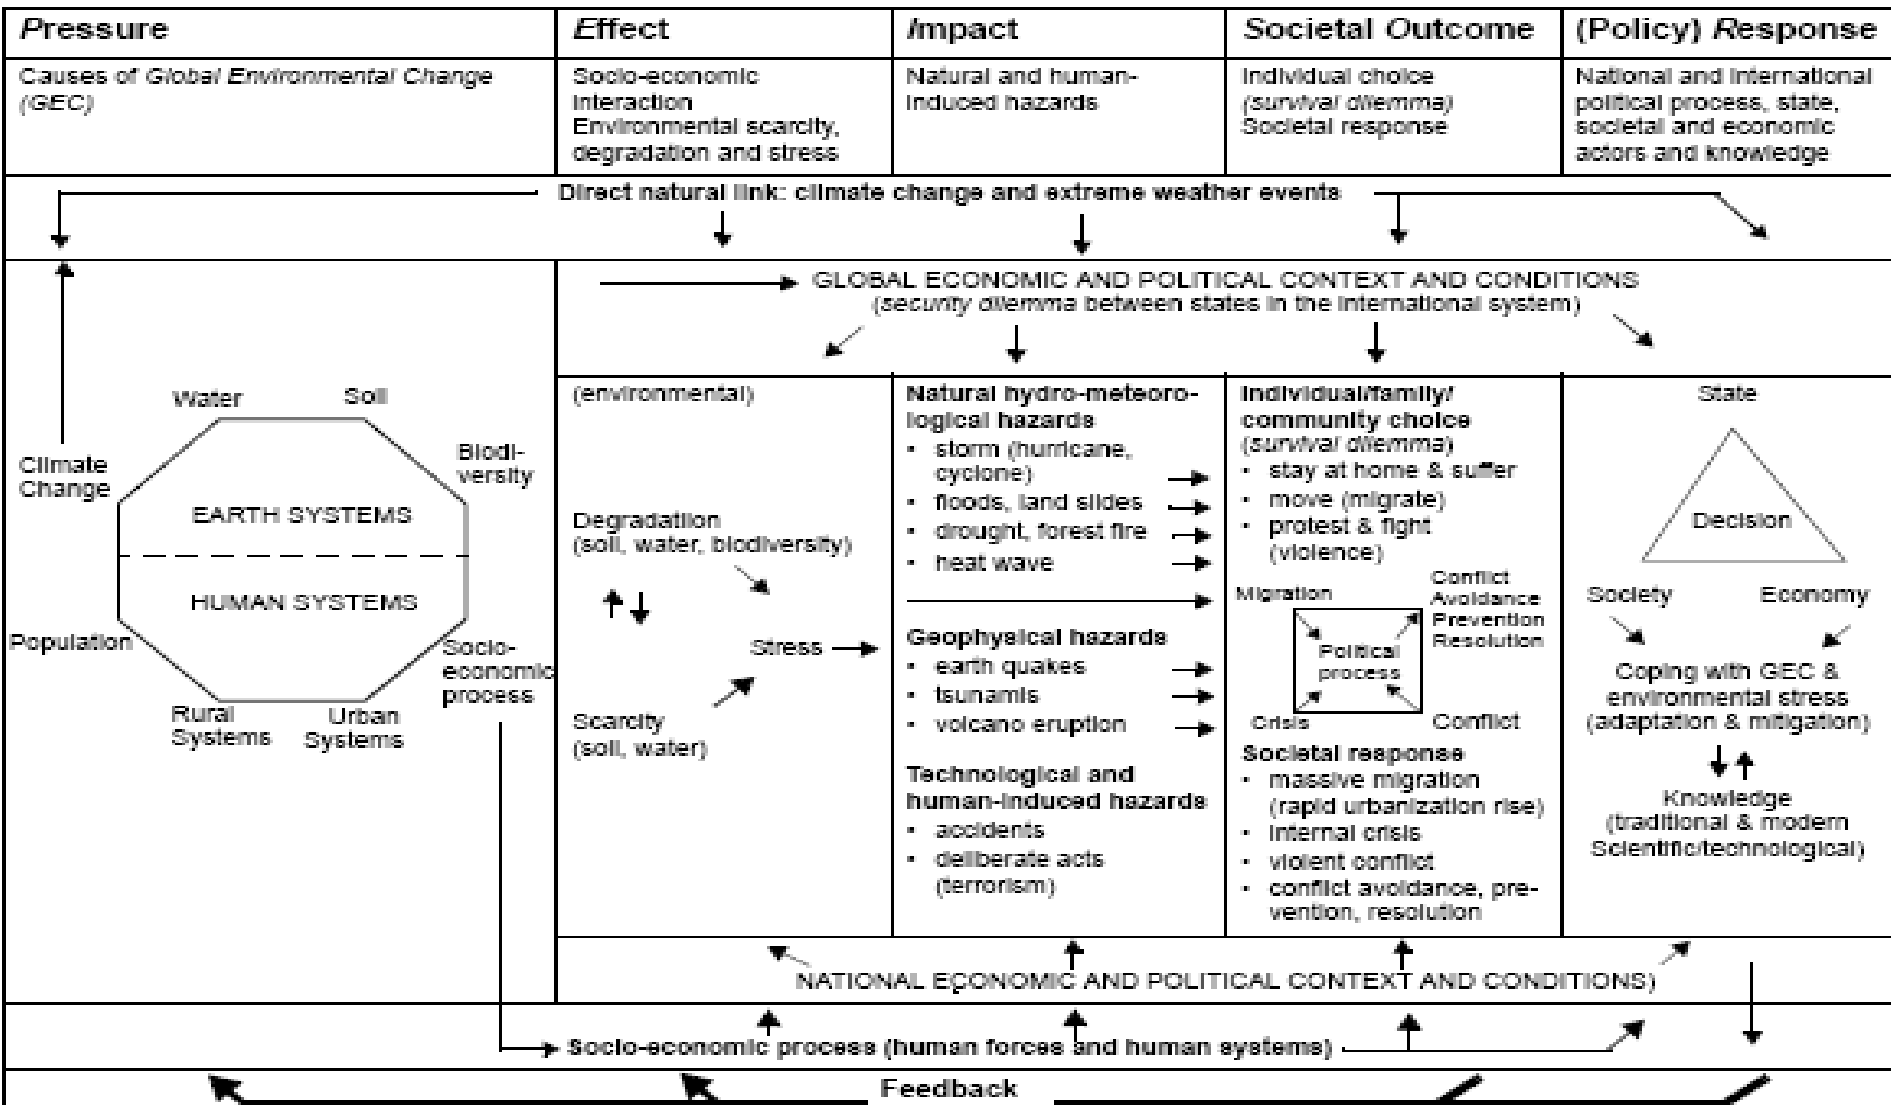 Pressure
Effect
Impact
Societal Outcome
(Policy) Response
Causes of Global Environmental Change
(GEC)
Socio-economic
interaction
Environmental scarcity,
degradation and stress
Natural and human-
induced hazards
Individual choice
(survival dilemma)
Societal response
National and international
political process, state,
societal and economic
actors and knowledge
Direct natural link: climate change and extreme weather events
GLOBAL ECONOMIC AND POLITICAL CONTEXT AND CONDITIONS
(security dilemma between states in the international system)
Water
Soil
Climate
Change
Biodi-
versity
EARTH SYSTEMS
HUMAN SYSTEMS
Population
Socio-
economic
process
Rural
Systems
Urban
Systems
(environmental)
Degradatiion
(soil, water, biodiversity)
Stress
Scarcity
(soil, water)
Natural hydro-meteoro-
logical hazards
• storm (hurricane,
cyclone)
• floods, land slides
• drought, forest fire
• heat wave
Geophysical hazards
• earth quakes
• tsunamis
• volcano eruption
Technological and
human-induced hazards
• accidents
• deliberate acts
(terrorism)
Individual/family/
community choice
(survival dilemma)
• stay at home & suffer
• move (migrate)
• protest & fight
(violence)
Migration
Conflict
Avoidance
Prevention
Resolution
Political
process
Crisis
Conflict
Societal response
• massive migration
(rapid urbanization rise)
• internal crisis
• violent conflict
• conflict avoidance, pre-
vention, resolution
State
Decision
Society
Economy
Coping with GEC &
environmental stress
(adaptation & mitigation)
Knowledge
(traditional & modern
Scientific/technological)
NATIONAL ECONOMIC AND POLITICAL CONTEXT AND CONDITIONS)
Socio-economic process (human forces and human systems)
Feedback